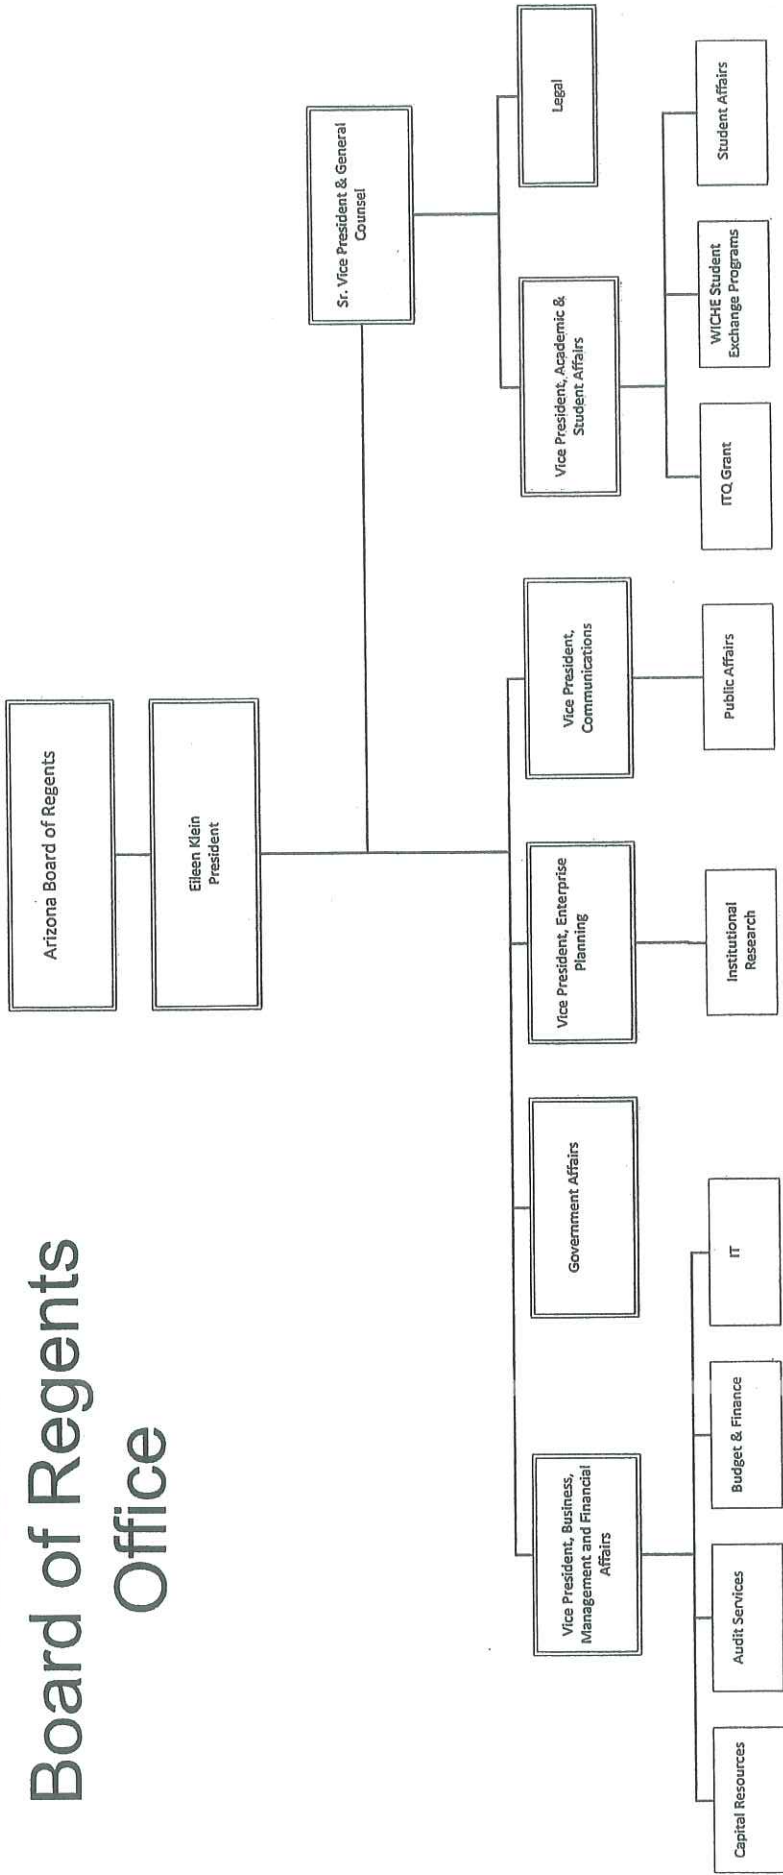 Board of Regents
Office
Arizona Board of Regents
Eileen Klein
President
Sr. Vice President & General
Counsel
Vice President, Business,
Management and Financial
Affairs
Government Affairs
Vice President, Enterprise
Planning
Vice President,
Communications
Vice President, Academic &
Student Affairs
Legal
Capital Resources
Audit Services
Budget & Finance
IT
Institutional
Research
Public Affairs
ITQ Grant
WICHE Student
Exchange Programs
Student Affairs